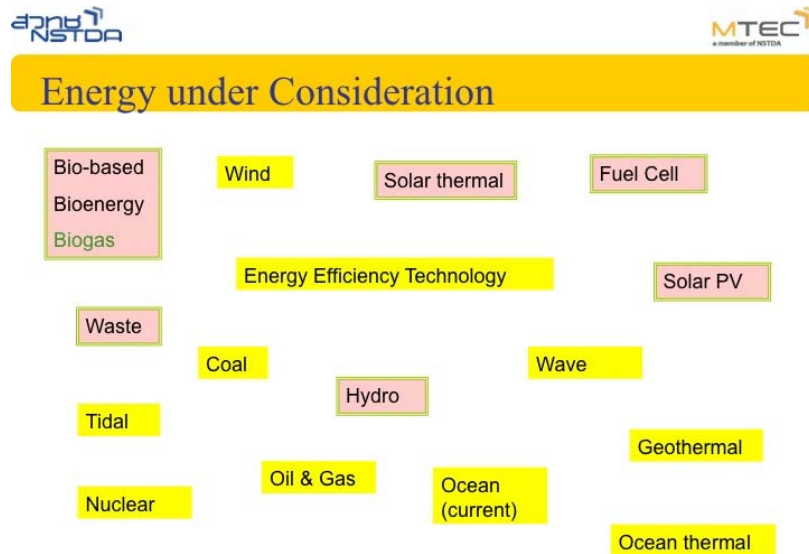 สวทช
NSTDA
MTEC
a member of NSTDA
Energy under Consideration
Bio-based
Bioenergy
Biogas
Wind
Solar thermal
Fuel Cell
Energy Efficiency Technology
Solar PV
Waste
Coal
Wave
Hydro
Tidal
Geothermal
Oil & Gas
Ocean
(current)
Nuclear
Ocean thermal